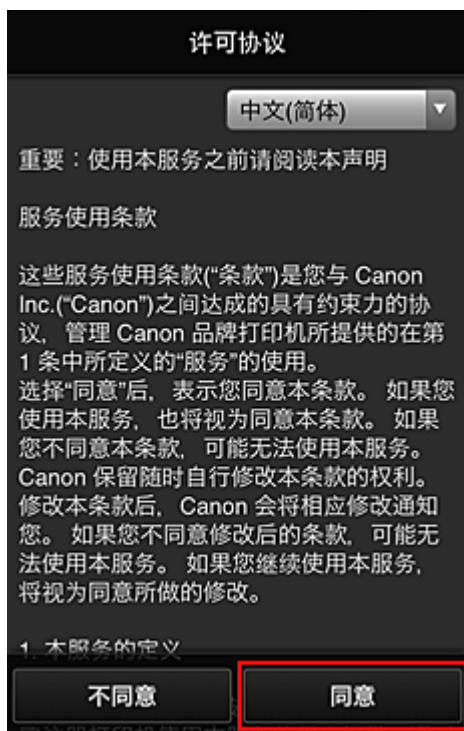 许可协议
中文(简体)
重要：使用本服务之前请阅读本声明
服务使用条款
这些服务使用条款(“条款”)是您与 Canon
Inc.(“Canon”)之间达成的具有约束力的协
议，管理 Canon 品牌打印机所提供的在第
1 条中所定义的“服务”的使用。
选择“同意”后，表示您同意本条款。 如果您
使用本服务，也将视为同意本条款。 如果
您不同意本条款，可能无法使用本服务。
Canon 保留随时自行修改本条款的权利。
修改本条款后，Canon 会将相应修改通知
您。 如果您不同意修改后的条款，可能无
法使用本服务。 如果您继续使用本服务，
将视为同意所做的修改。
1. 本服务的定义
不同意
同意